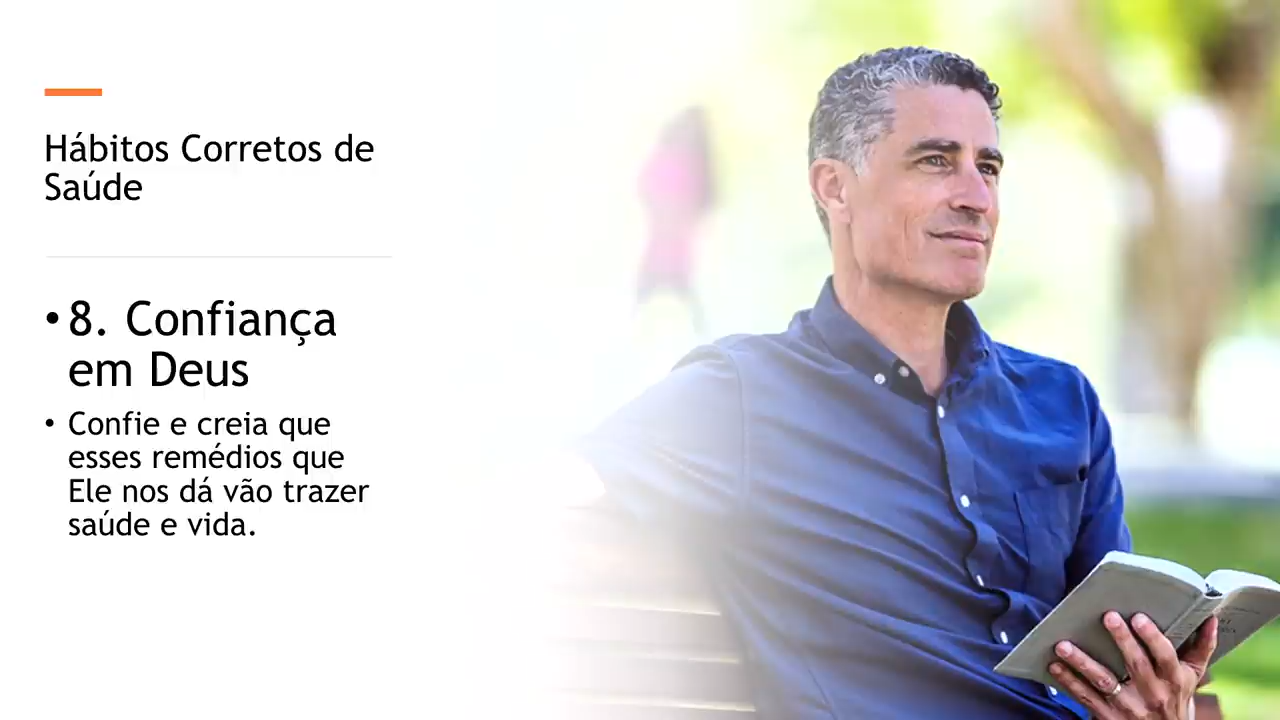 Hábitos Corretos de
Saúde
• 8. Confiança
em Deus
• Confie e creia que
esses remédios que
Ele nos dá vão trazer
saúde e vida.